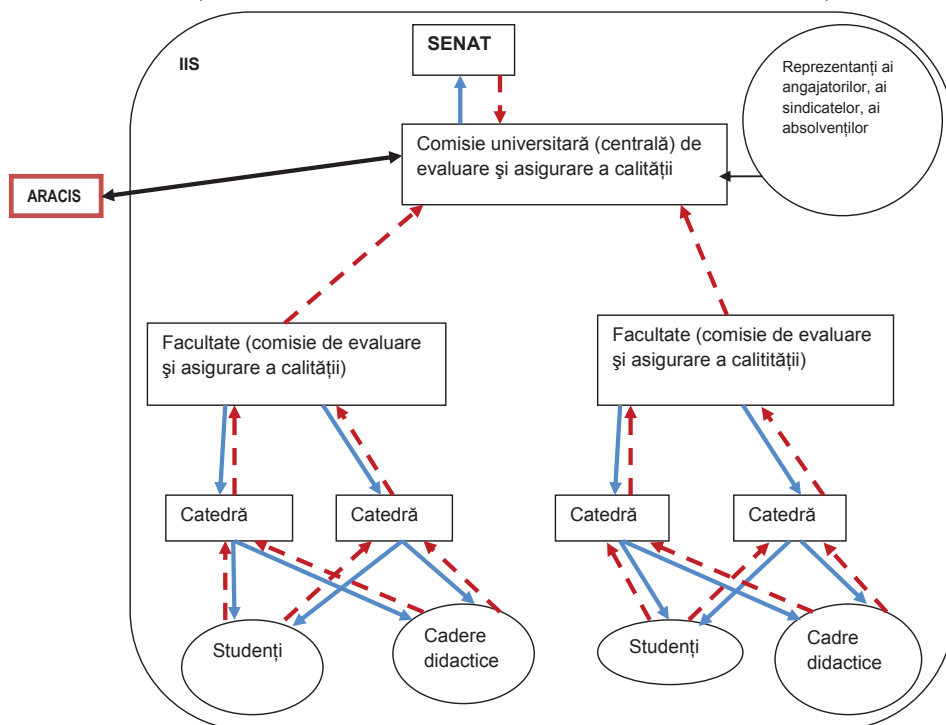 SENAT
IIS
Reprezentanți ai
angajatorilor, ai
sindicatelor, ai
absolvenților
Comisie universitară (centrală) de
evaluare şi asigurare a calității
ARACIS
Facultate (comisie de evaluare
şi asigurare a calității)
Facultate (comisie de evaluare
şi asigurare a calitității)
Catedră
Catedră
Catedră
Catedră
Studenți
Cadere
didactice
Studenți
Cadre
didactice